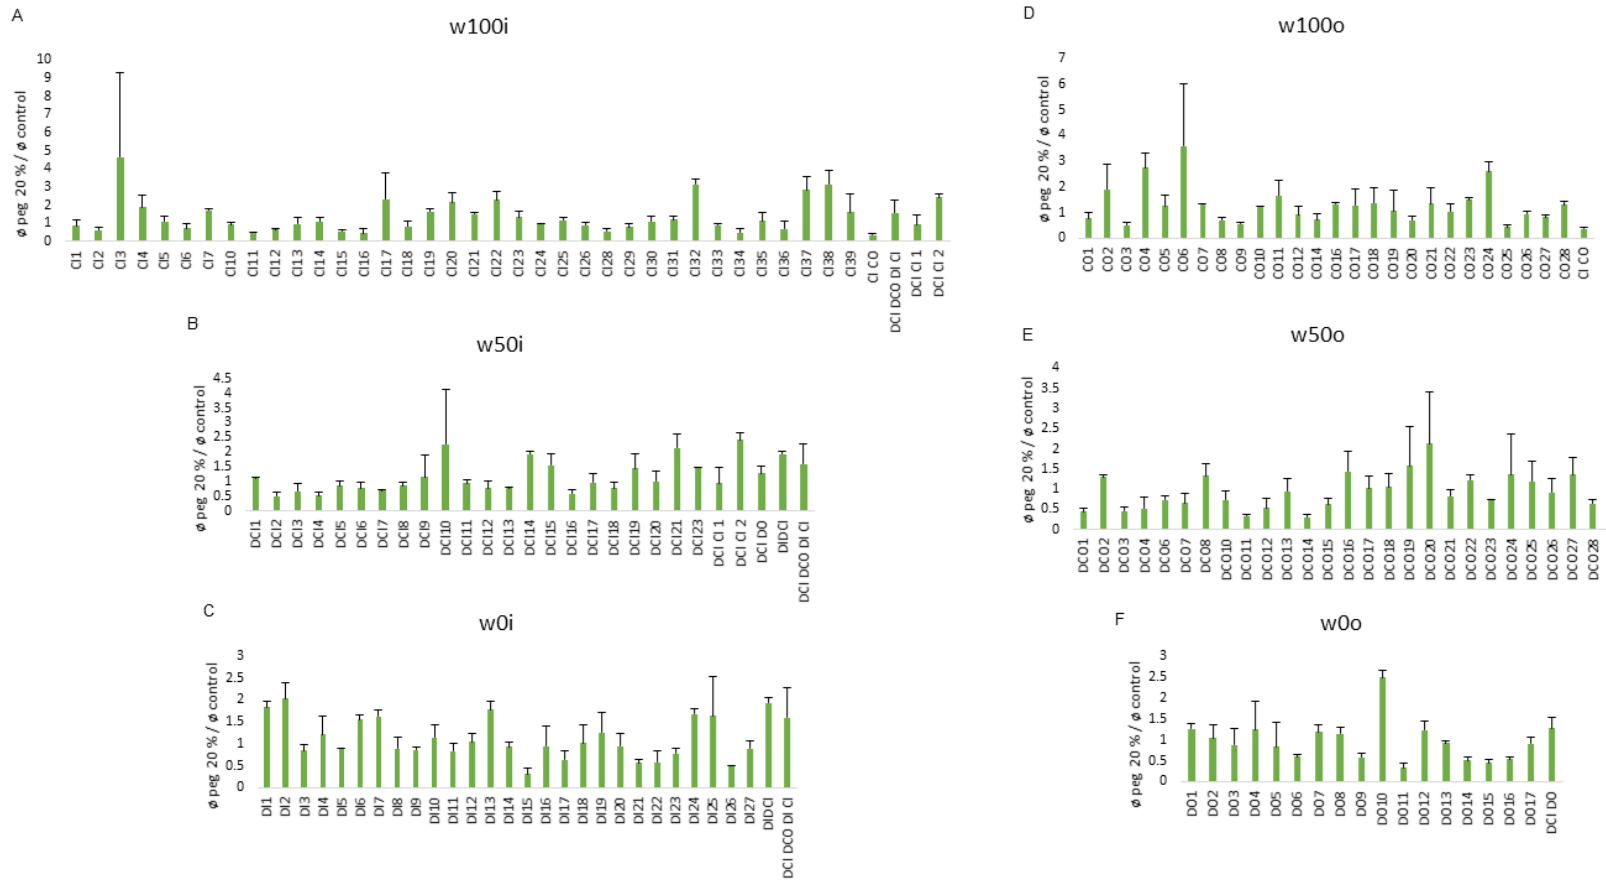 A
w100i
ø peg 20 % / ø control
10
9
8
7
6
5
4
3
2
1
0
CI1 CI2 CI3 CI4 CI5 CI6 CI7 CI10 CI11 CI12 CI13 CI14 CI15 CI16 CI17 CI18 CI19 CI20 CI21 CI22 CI23 CI24 CI25 CI26 CI28 CI29 CI30 CI31 CI32 CI33 CI34 CI35 CI36 CI37 CI38 CI39 CI CO DCI DCO DI CI DCI CI 1 DCI CI 2
B
w50i
ø peg 20 % / ø control
4.5
4
3.5
3
2.5
2
1.5
1
0.5
0
DCI1 DCI2 DCI3 DCI4 DCI5 DCI6 DCI7 DCI8 DCI9 DCI10 DCI11 DCI12 DCI13 DCI14 DCI15 DCI16 DCI17 DCI18 DCI19 DCI20 DCI21 DCI23 DCI CI 1 DCI CI 2 DCI DO DIDCI DCI DCO DI CI
C
w0i
ø peg 20 % / ø control
3
2.5
2
1.5
1
0.5
0
DI1 DI2 DI3 DI4 DI5 DI6 DI7 DI8 DI9 DI10 DI11 DI12 DI13 DI14 DI15 DI16 DI17 DI18 DI19 DI20 DI21 DI22 DI23 DI24 DI25 DI26 DI27 DIDCI DCI DCO DI CI
D
w100o
ø peg 20 % / ø control
7
6
5
4
3
2
1
0
CO1 CO2 CO3 CO4 CO5 CO6 CO7 CO8 CO9 CO10 CO11 CO12 CO14 CO16 CO17 CO18 CO19 CO20 CO21 CO22 CO23 CO24 CO25 CO26 CO27 CO28 CI CO
E
w50o
ø peg 20 % / ø control
4
3.5
3
2.5
2
1.5
1
0.5
0
DCO1 DCO2 DCO3 DCO4 DCO6 DCO7 DCO8 DCO10 DCO11 DCO12 DCO13 DCO14 DCO15 DCO16 DCO17 DCO18 DCO19 DCO20 DCO21 DCO22 DCO23 DCO24 DCO25 DCO26 DCO27 DCO28
F
w0o
ø peg 20 % / ø control
3
2.5
2
1.5
1
0.5
0
DO1 DO2 DO3 DO4 DO5 DO6 DO7 DO8 DO9 DO10 DO11 DO12 DO13 DO14 DO15 DO16 DO17 DCI DO